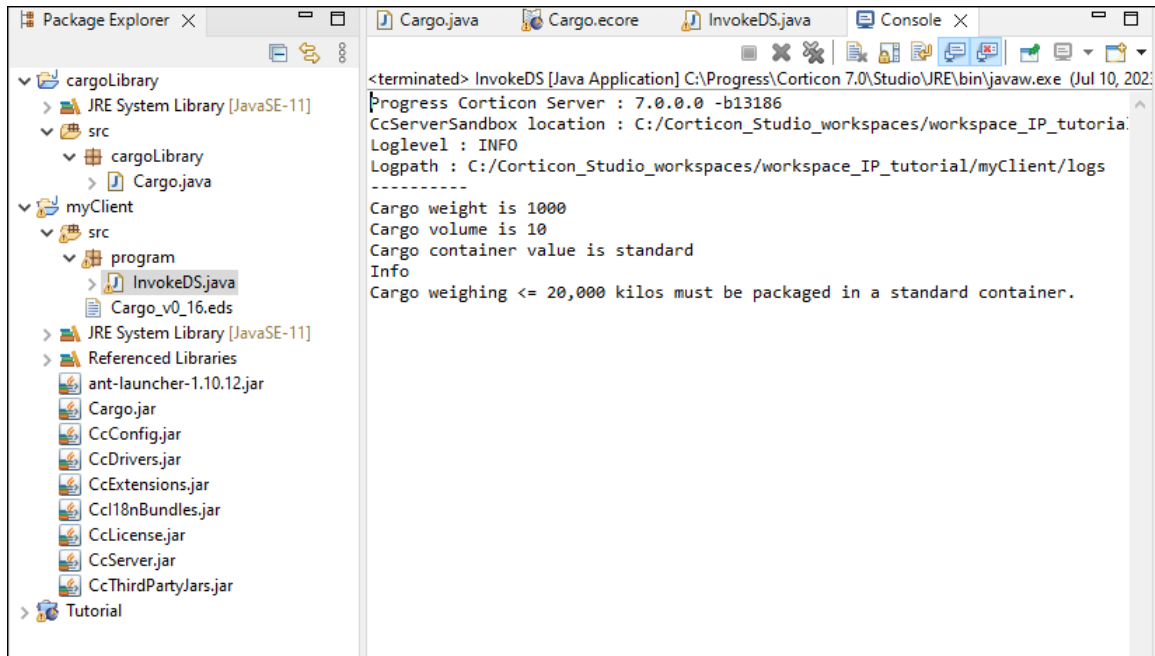 Package Explorer
cargoLibrary
JRE System Library [JavaSE-11]
src
cargoLibrary
Cargo.java
myClient
src
program
InvokeDS.java
Cargo_v0_16.eds
JRE System Library [JavaSE-11]
Referenced Libraries
ant-launcher-1.10.12.jar
Cargo.jar
CcConfig.jar
CcDrivers.jar
CcExtensions.jar
CcI18nBundles.jar
CcLicense.jar
CcServer.jar
CcThirdPartyJars.jar
Tutorial
Cargo.java Cargo.ecore InvokeDS.java Console
<terminated> InvokeDS [Java Application] C:\Progress\Corticon 7.0\Studio\JRE\bin\javaw.exe (Jul 10, 202
Progress Corticon Server : 7.0.0.0 -b13186
CcServerSandbox location : C:/Corticon_Studio_workspaces/workspace_IP_tutorial
Loglevel : INFO
Logpath : C:/Corticon_Studio_workspaces/workspace_IP_tutorial/myClient/logs
----------
Cargo weight is 1000
Cargo volume is 10
Cargo container value is standard
Info
Cargo weighing <= 20,000 kilos must be packaged in a standard container.